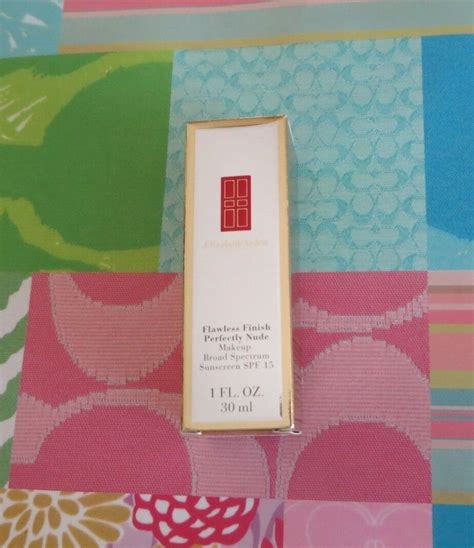 Elizabeth Arden
Flawless Finish
Perfectly Nude
Makeup
Broad Spectrum
Sunscreen SPF 15
1 FL. OZ.
30 ml